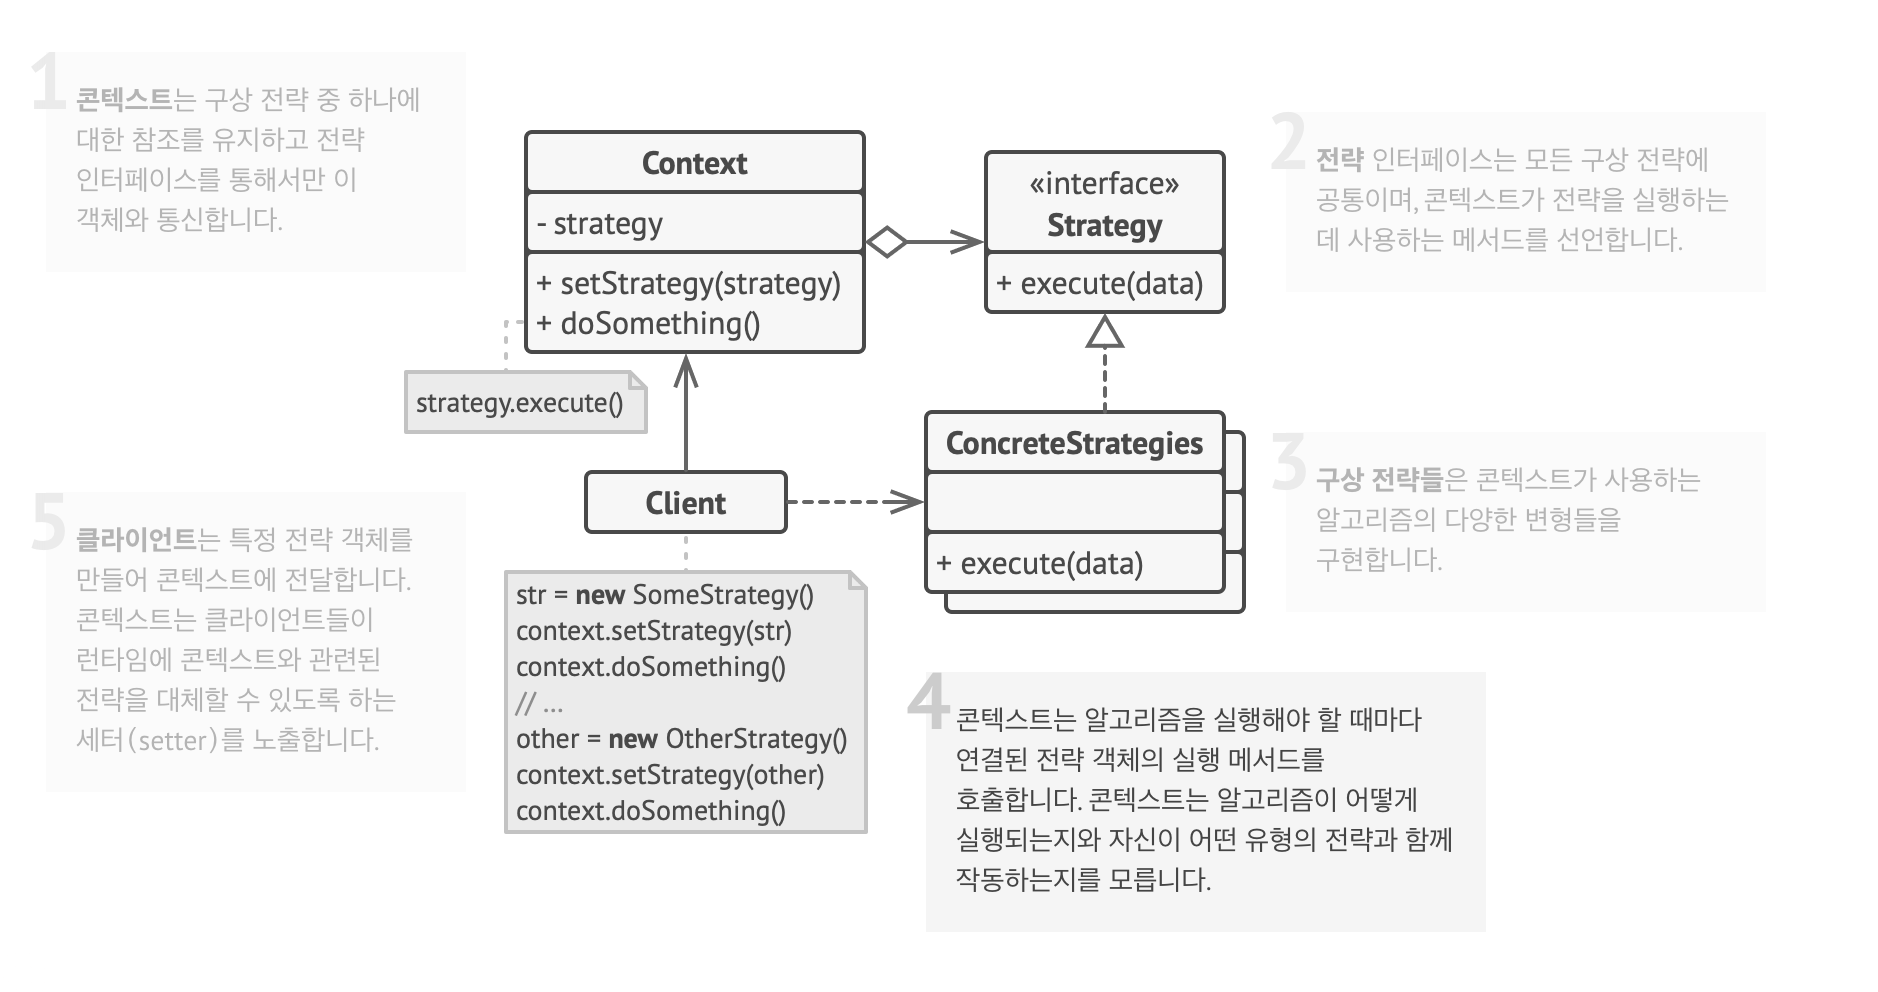 1
콘텍스트는 구상 전략 중 하나에
대한 참조를 유지하고 전략
인터페이스를 통해서만 이
객체와 통신합니다.
Context
- strategy
+ setStrategy(strategy)
+ doSomething()
strategy.execute()
«interface»
Strategy
+ execute(data)
2
전략 인터페이스는 모든 구상 전략에
공통이며, 콘텍스트가 전략을 실행하는
데 사용하는 메서드를 선언합니다.
ConcreteStrategies
+ execute(data)
3
구상 전략들은 콘텍스트가 사용하는
알고리즘의 다양한 변형들을
구현합니다.
Client
5
클라이언트는 특정 전략 객체를
만들어 콘텍스트에 전달합니다.
콘텍스트는 클라이언트들이
런타임에 콘텍스트와 관련된
전략을 대체할 수 있도록 하는
세터(setter)를 노출합니다.
str = new SomeStrategy()
context.setStrategy(str)
context.doSomething()
// ...
other = new OtherStrategy()
context.setStrategy(other)
context.doSomething()
4
콘텍스트는 알고리즘을 실행해야 할 때마다
연결된 전략 객체의 실행 메서드를
호출합니다. 콘텍스트는 알고리즘이 어떻게
실행되는지와 자신이 어떤 유형의 전략과 함께
작동하는지를 모릅니다.